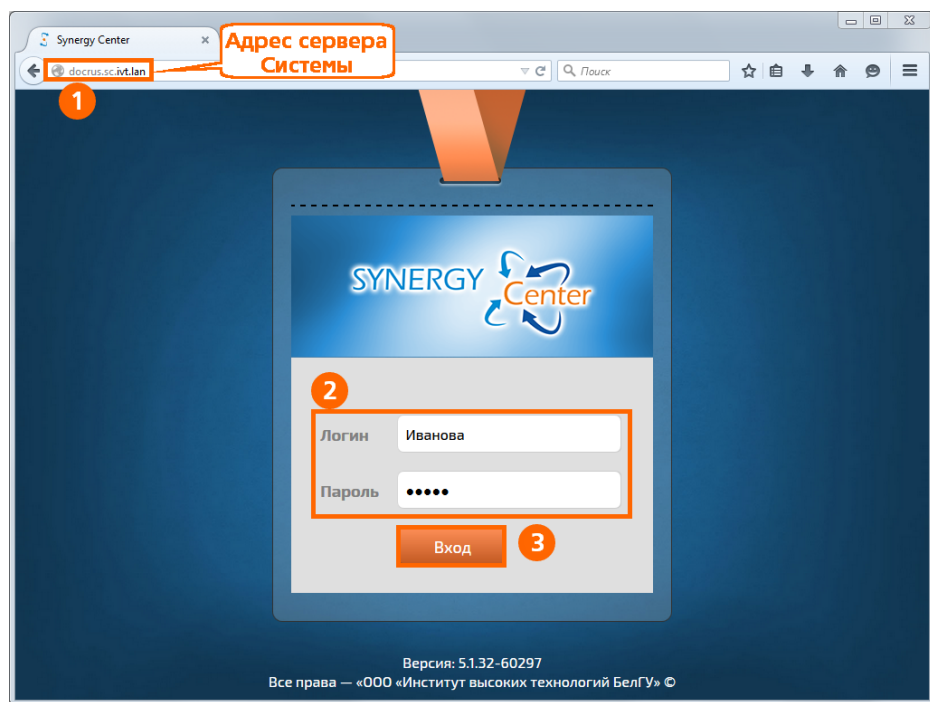 Synergy Center
Адрес сервера
Системы
docrus.sc.ivt.lan
Поиск
1
SYNERGY
Center
2
Логин
Иванова
Пароль
•••••
Вход
3
Версия: 5.1.32-60297
Все права — «ООО «Институт высоких технологий БелГУ» ©